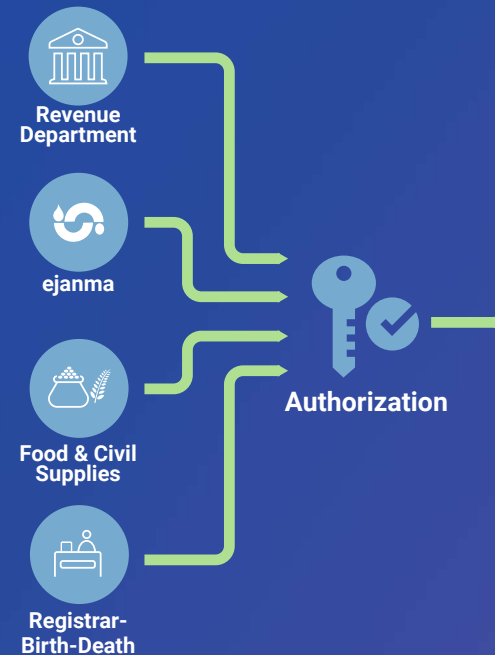 Revenue
Department
ejanma
Food & Civil
Supplies
Registrar-
Birth-Death
Authorization